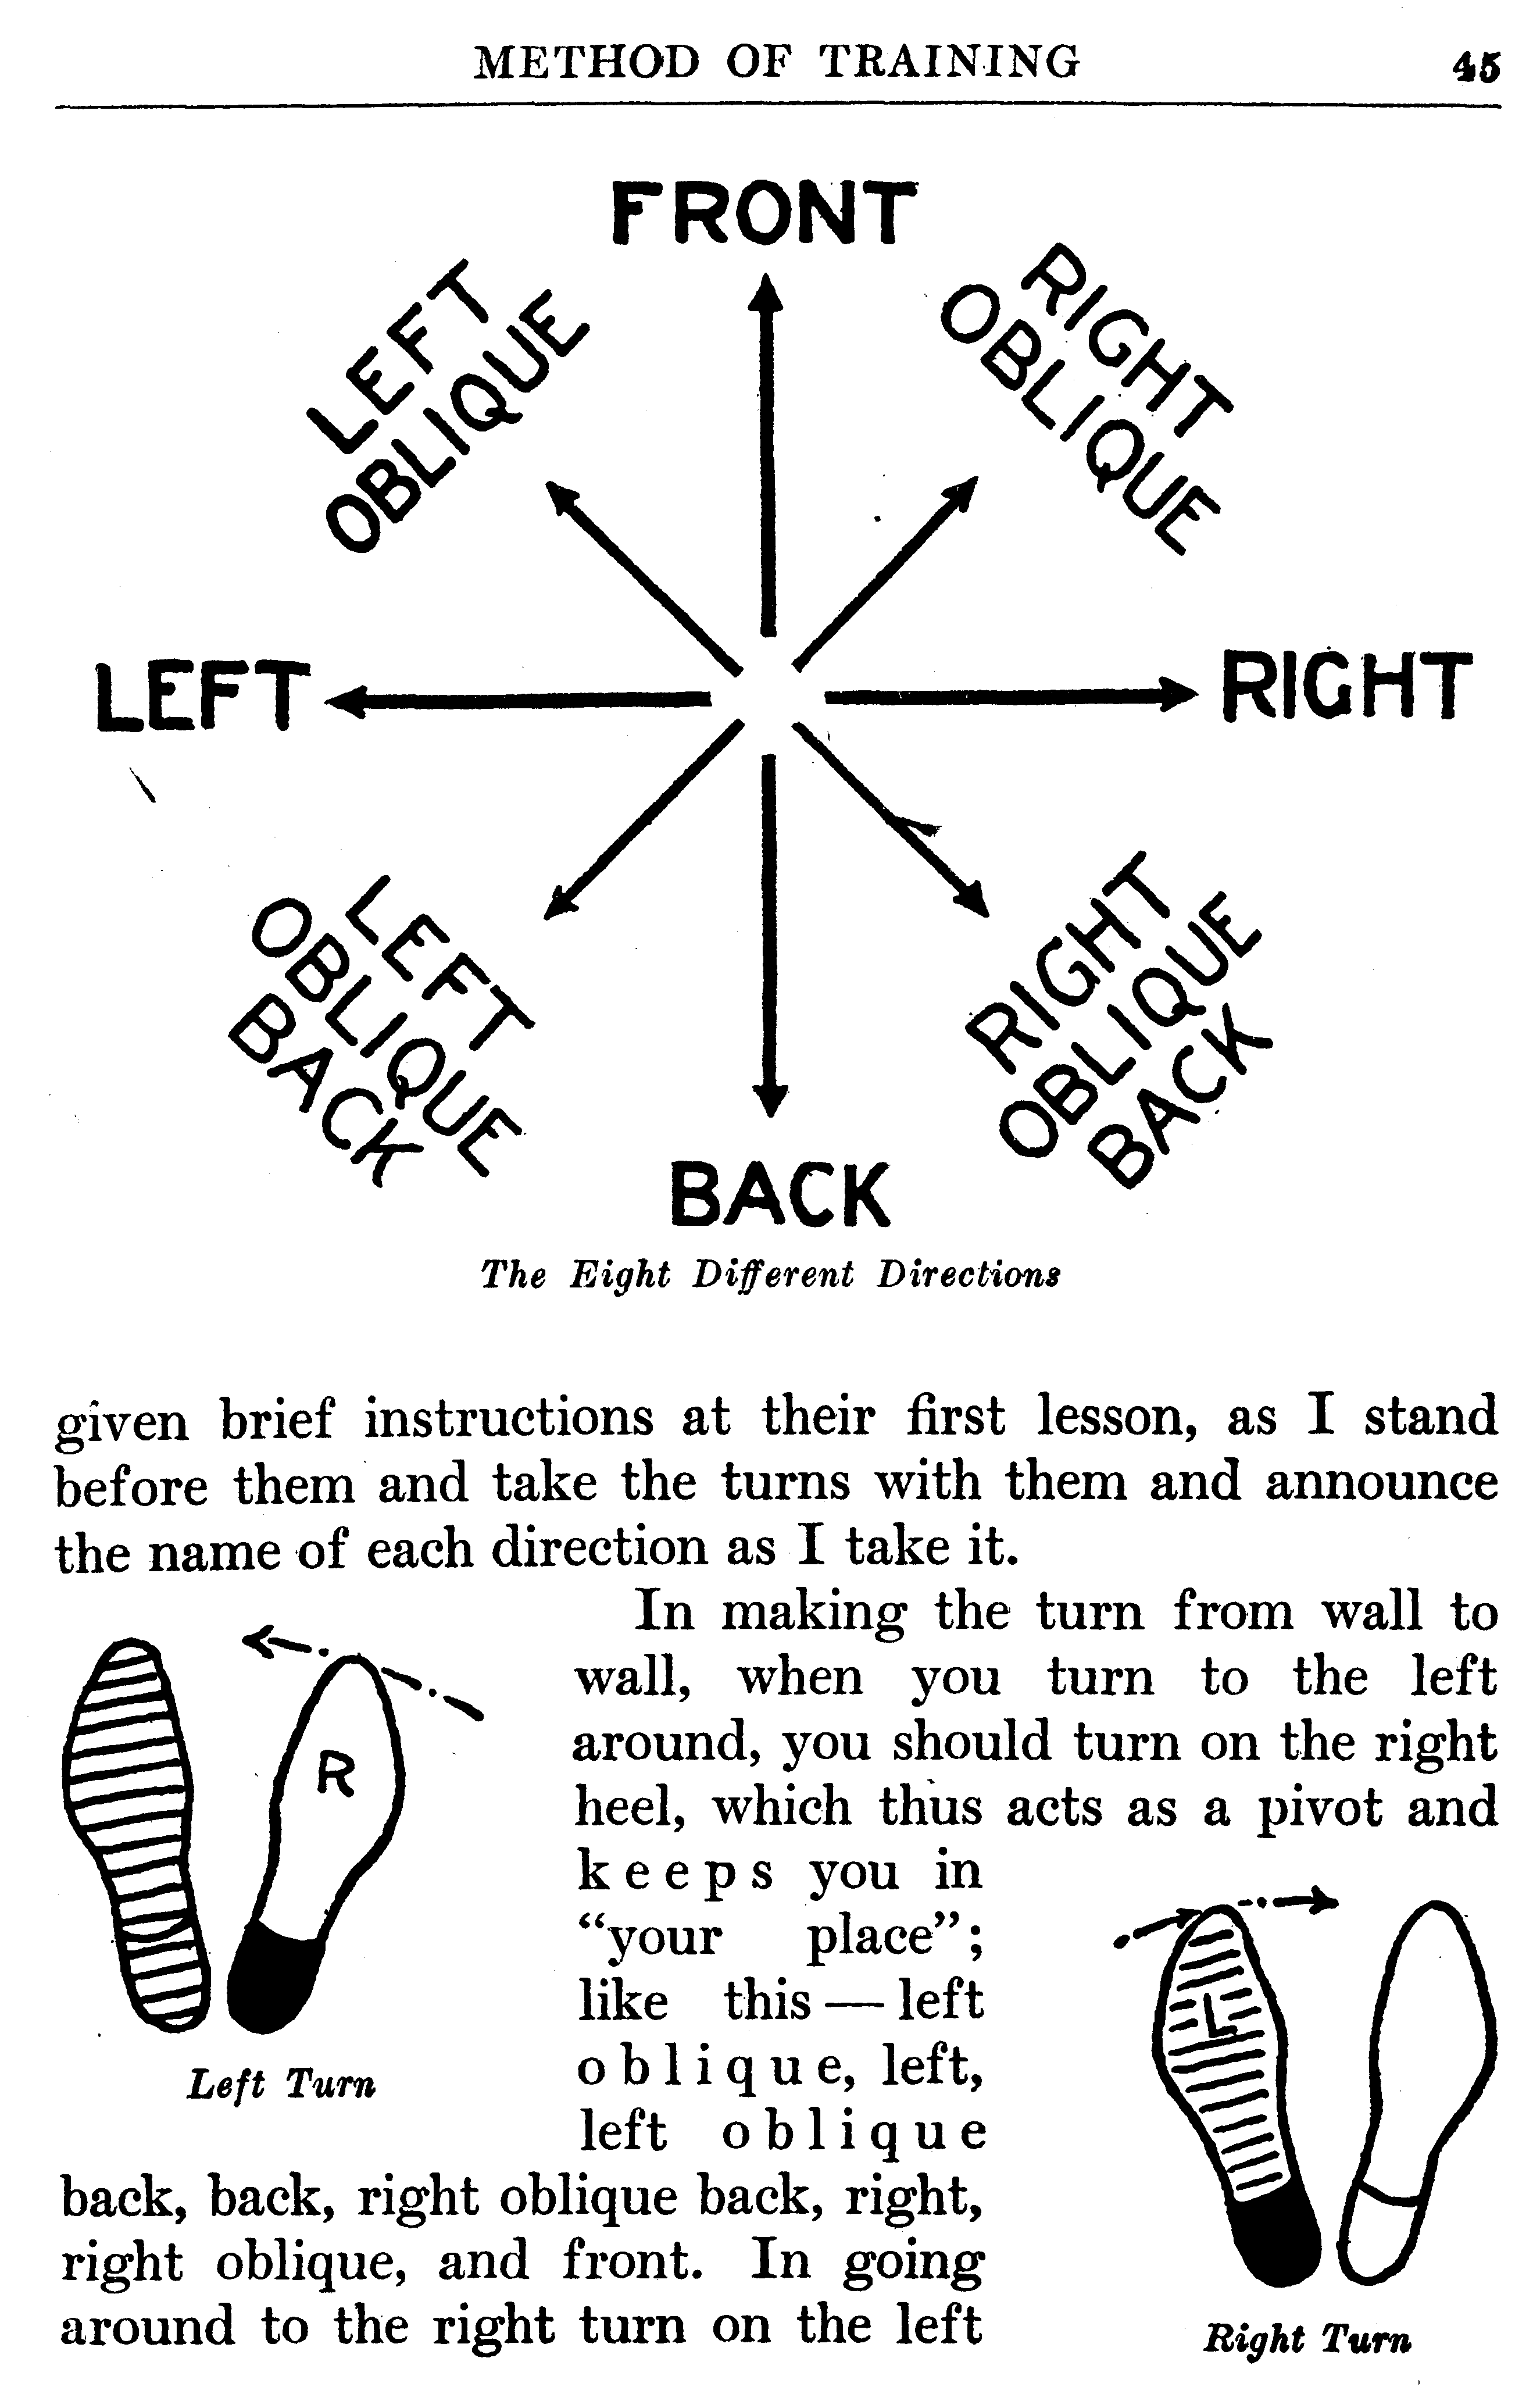 METHOD OF TRAINING 45
FRONT
LEFT
OBLIQUE
RIGHT
OBLIQUE
LEFT
RIGHT
LEFT
OBLIQUE
BACK
RIGHT
OBLIQUE
BACK
BACK
The Eight Different Directions
given brief instructions at their first lesson, as I stand
before them and take the turns with them and announce
the name of each direction as I take it.
In making the turn from wall to
wall, when you turn to the left
around, you should turn on the right
heel, which thus acts as a pivot and
keeps you in
"your place";
like this—left
oblique, left,
left oblique
back, back, right oblique back, right,
right oblique, and front. In going
around to the right turn on the left
R
Left Turn
L
Right Turn